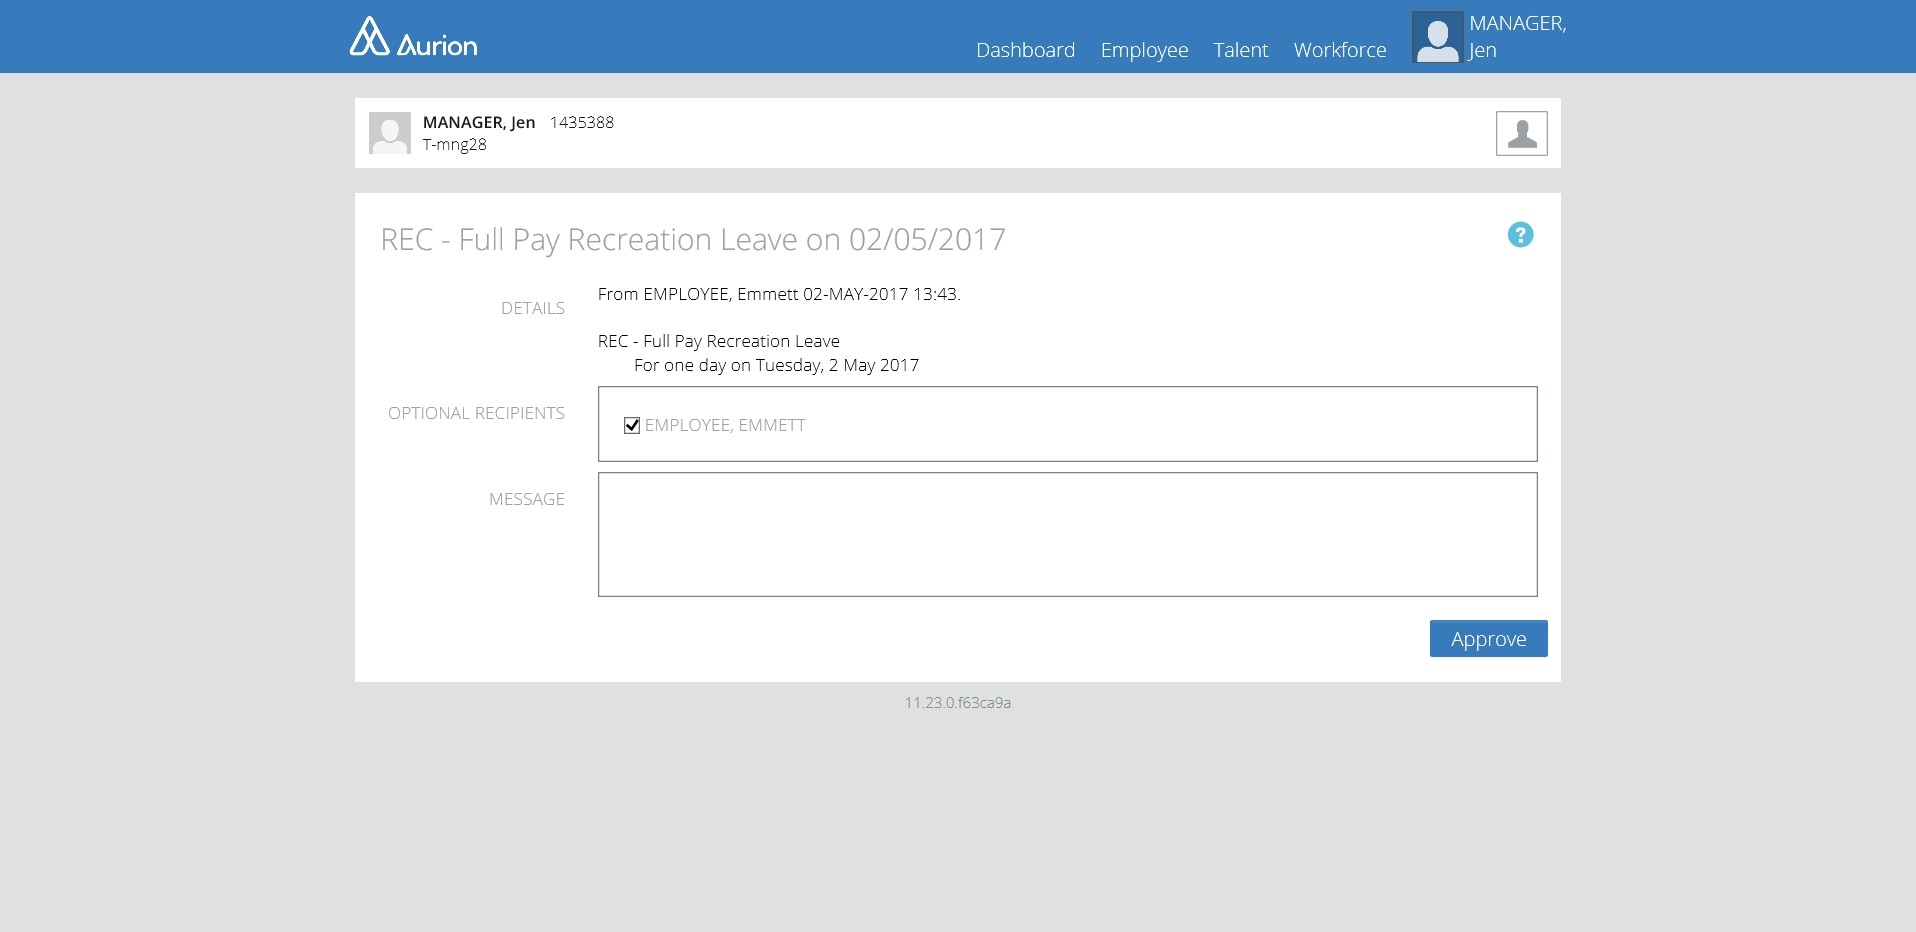 Aurion
Dashboard Employee Talent Workforce MANAGER,
Jen
MANAGER, Jen 1435388
T-mng28
REC - Full Pay Recreation Leave on 02/05/2017
?
DETAILS
From EMPLOYEE, Emmett 02-MAY-2017 13:43.
REC - Full Pay Recreation Leave
For one day on Tuesday, 2 May 2017
OPTIONAL RECIPIENTS
EMPLOYEE, EMMETT
MESSAGE
Approve
11.23.0.f63ca9a